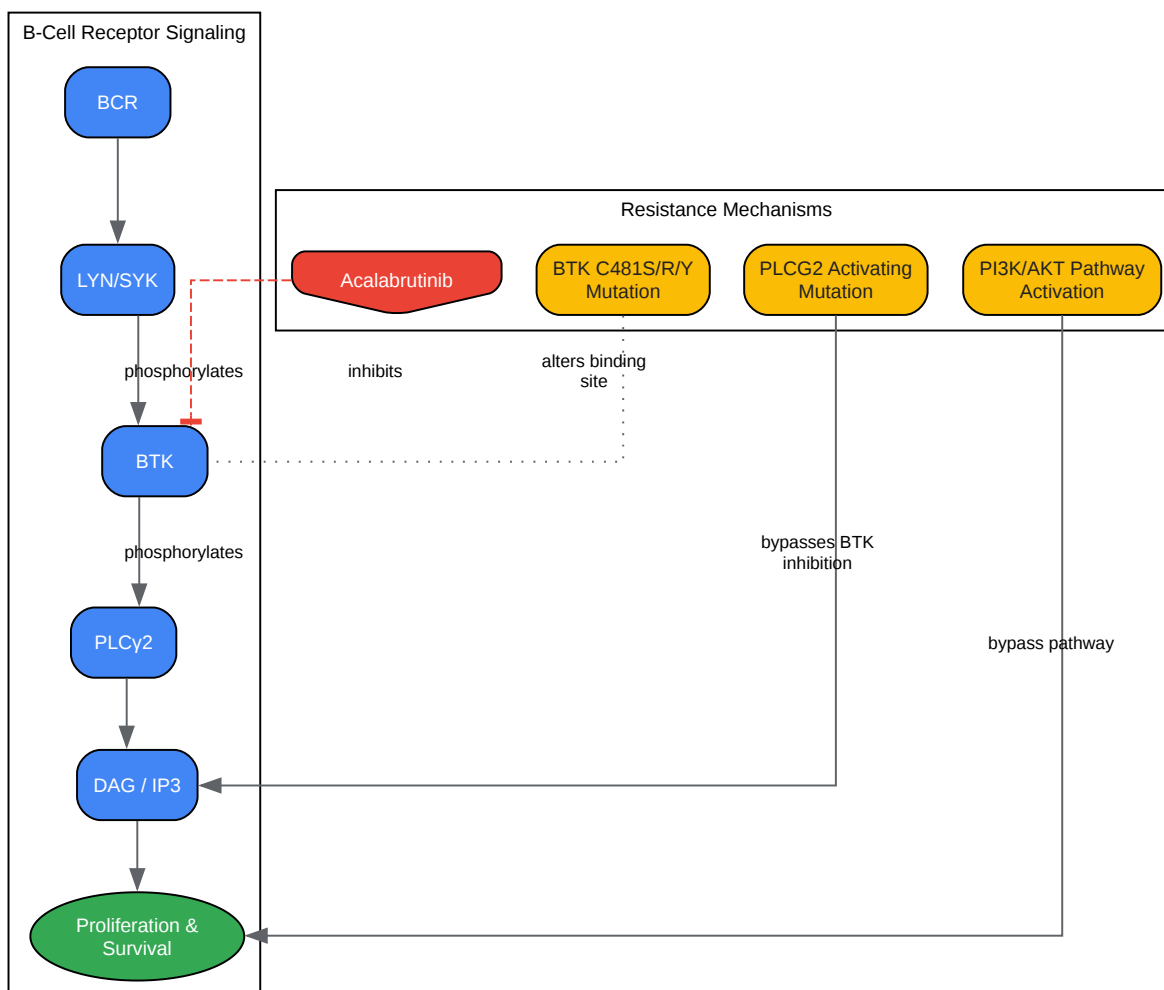 B-Cell Receptor Signaling
BCR
Resistance Mechanisms
LYN/SYK
Acalabrutinib
BTK C481S/R/Y
Mutation
PLCG2 Activating
Mutation
PI3K/AKT Pathway
Activation
phosphorylates
inhibits
alters binding
site
BTK
phosphorylates
bypasses BTK
inhibition
PLCγ2
bypass pathway
DAG / IP3
Proliferation &
Survival